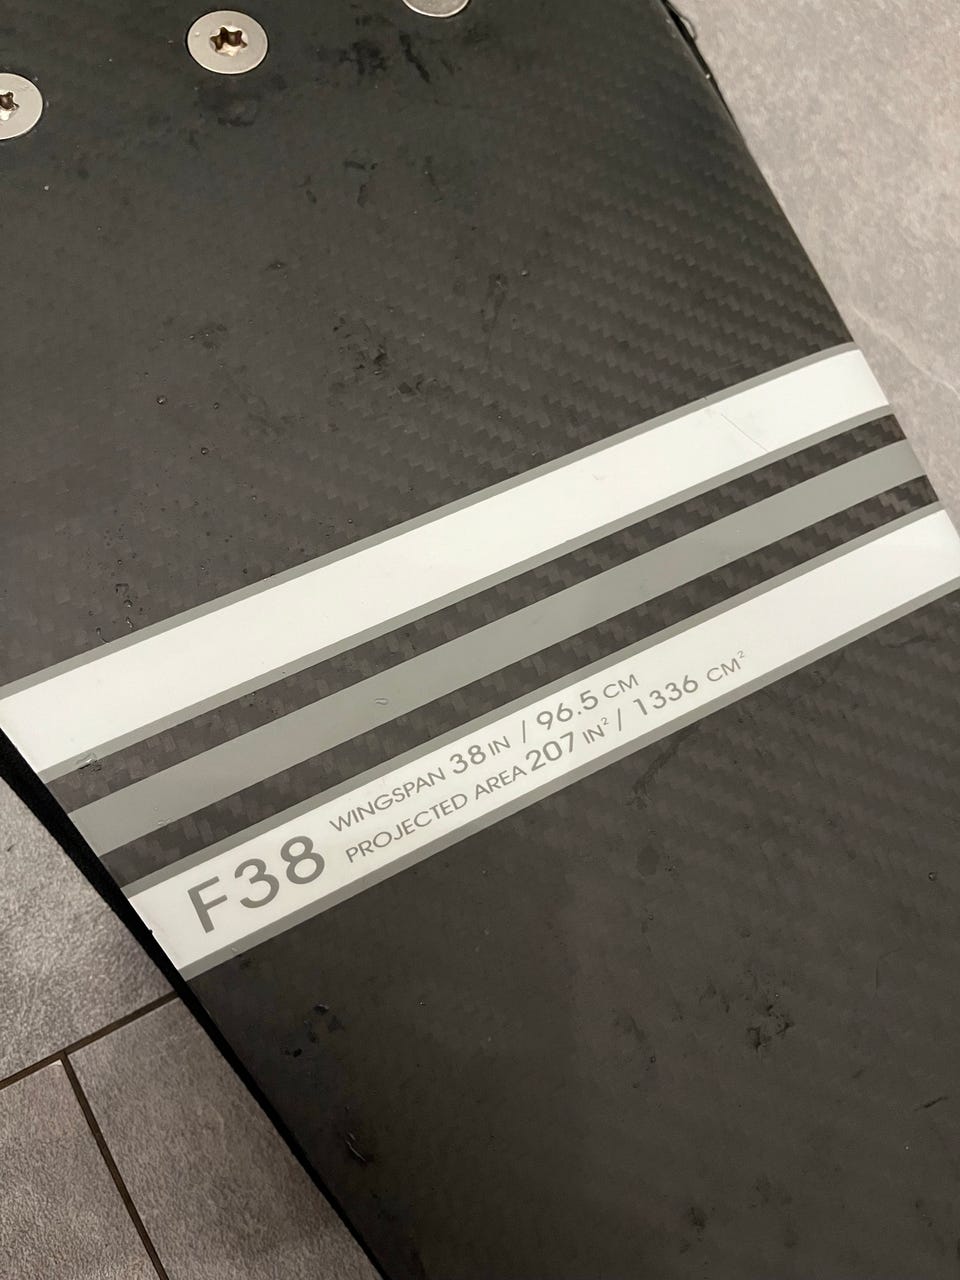 F38
WINGSPAN 38 IN / 96.5 CM
PROJECTED AREA 207 IN² / 1336 CM²